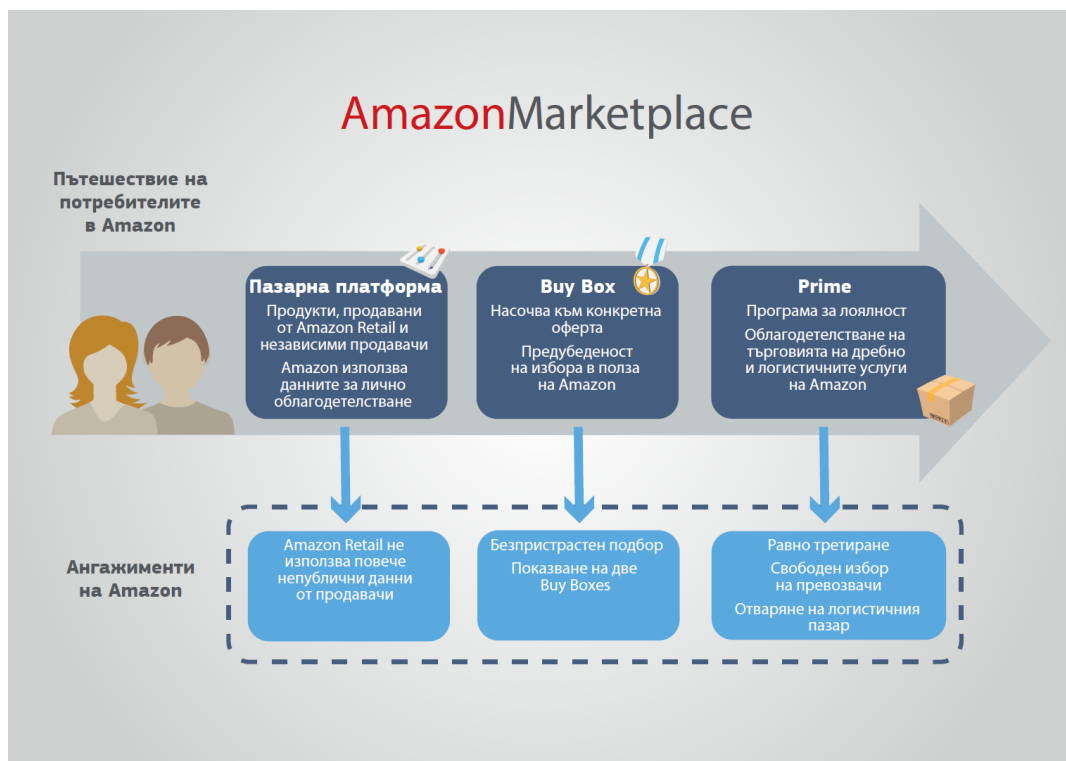 AmazonMarketplace
Пътешествие на
потребителите
в Amazon
Пазарна платформа
Продукти, продавани
от Amazon Retail и
независими продавачи
Amazon използва
данните за лично
облагодетелстване
Buy Box
Насочва към конкретна
оферта
Предубеденост
на избора в полза
на Amazon
Prime
Програма за лоялност
Облагодетелстване на
търговията на дребно
и логистичните услуги
на Amazon
Ангажименти
на Amazon
Amazon Retail не
използва повече
непублични данни
от продавачи
Безпристрастен подбор
Показване на две
Buy Boxes
Равно третиране
Свободен избор
на превозвачи
Отваряне на логистичния
пазар